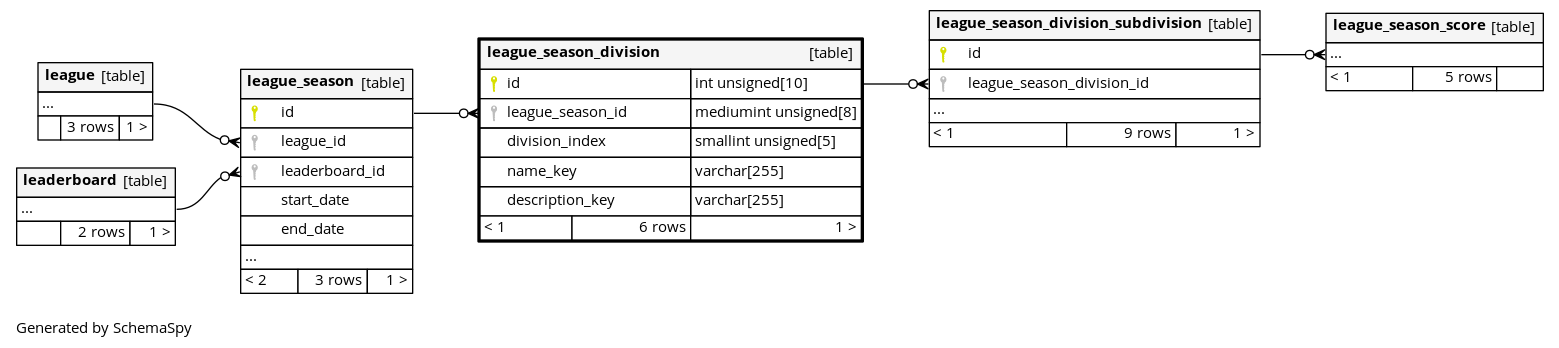 league [table]
...
3 rows 1 >
leaderboard [table]
...
2 rows 1 >
league_season [table]
id
league_id
leaderboard_id
start_date
end_date
...
< 2 3 rows 1 >
league_season_division [table]
id int unsigned[10]
league_season_id mediumint unsigned[8]
division_index smallint unsigned[5]
name_key varchar[255]
description_key varchar[255]
< 1 6 rows 1 >
league_season_division_subdivision [table]
id
league_season_division_id
...
< 1 9 rows 1 >
league_season_score [table]
...
< 1 5 rows
Generated by SchemaSpy